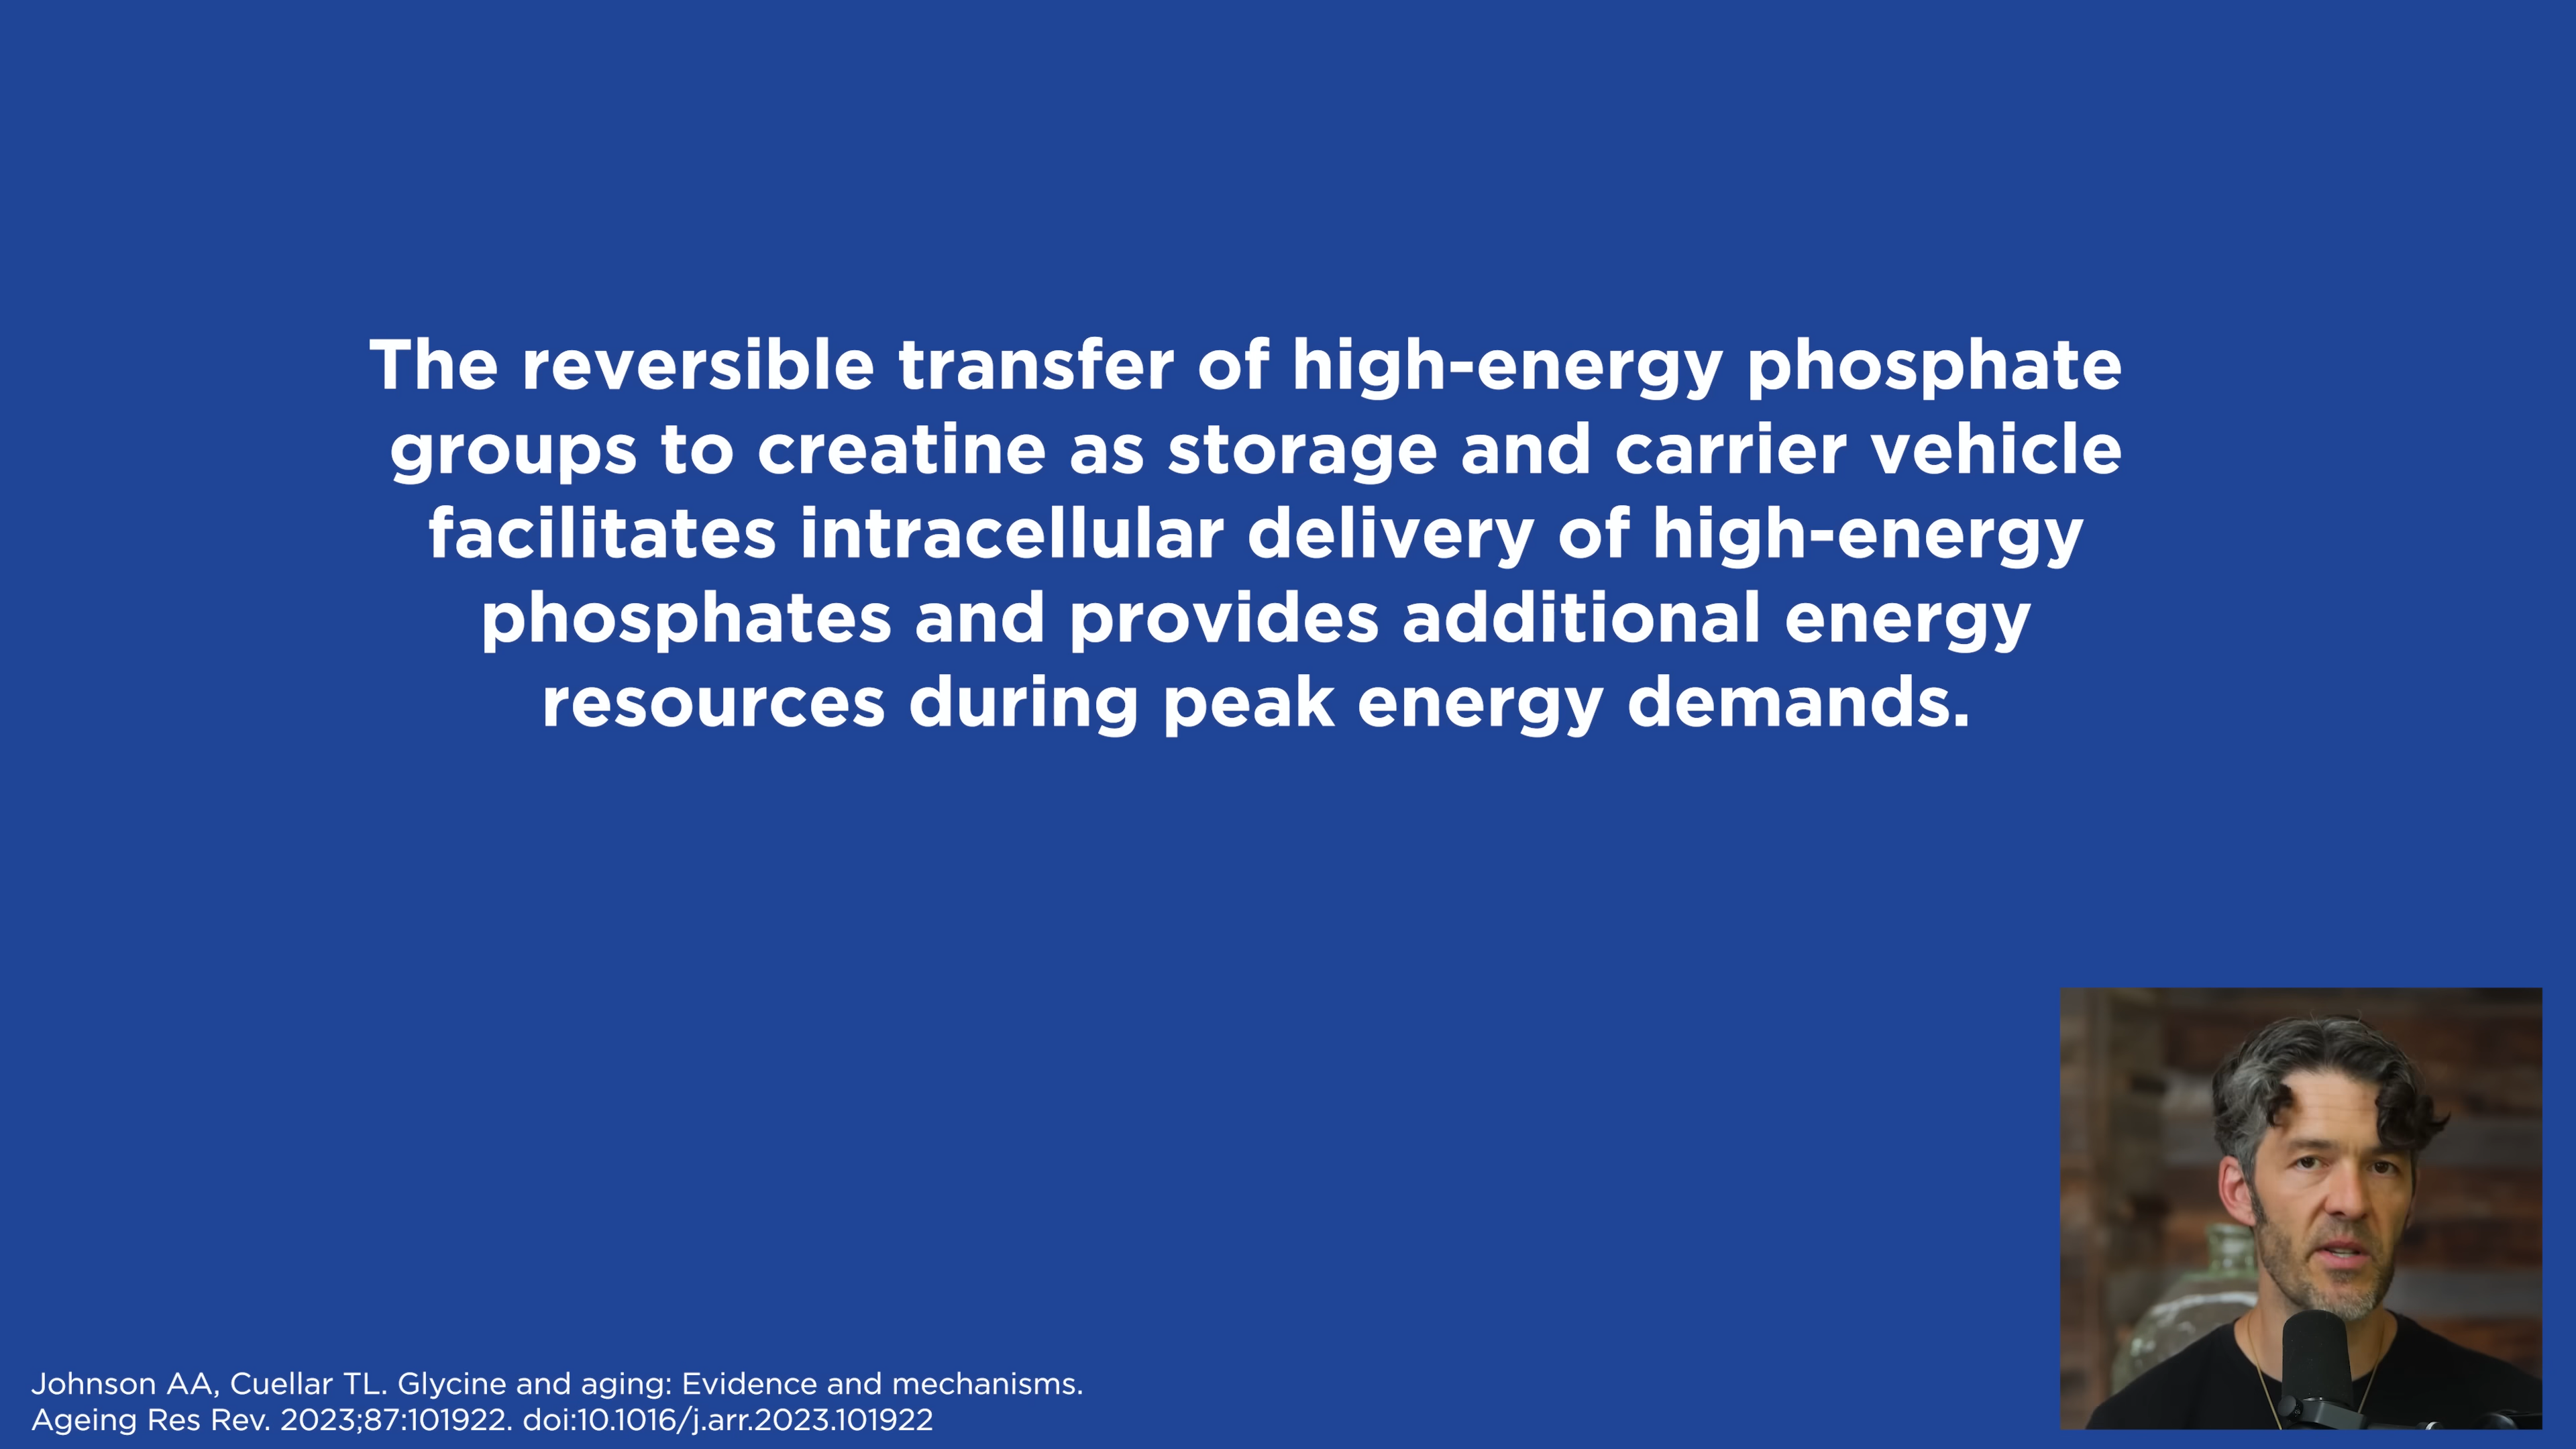 The reversible transfer of high-energy phosphate
groups to creatine as storage and carrier vehicle
facilitates intracellular delivery of high-energy
phosphates and provides additional energy
resources during peak energy demands.
Johnson AA, Cuellar TL. Glycine and aging: Evidence and mechanisms.
Ageing Res Rev. 2023;87:101922. doi:10.1016/j.arr.2023.101922